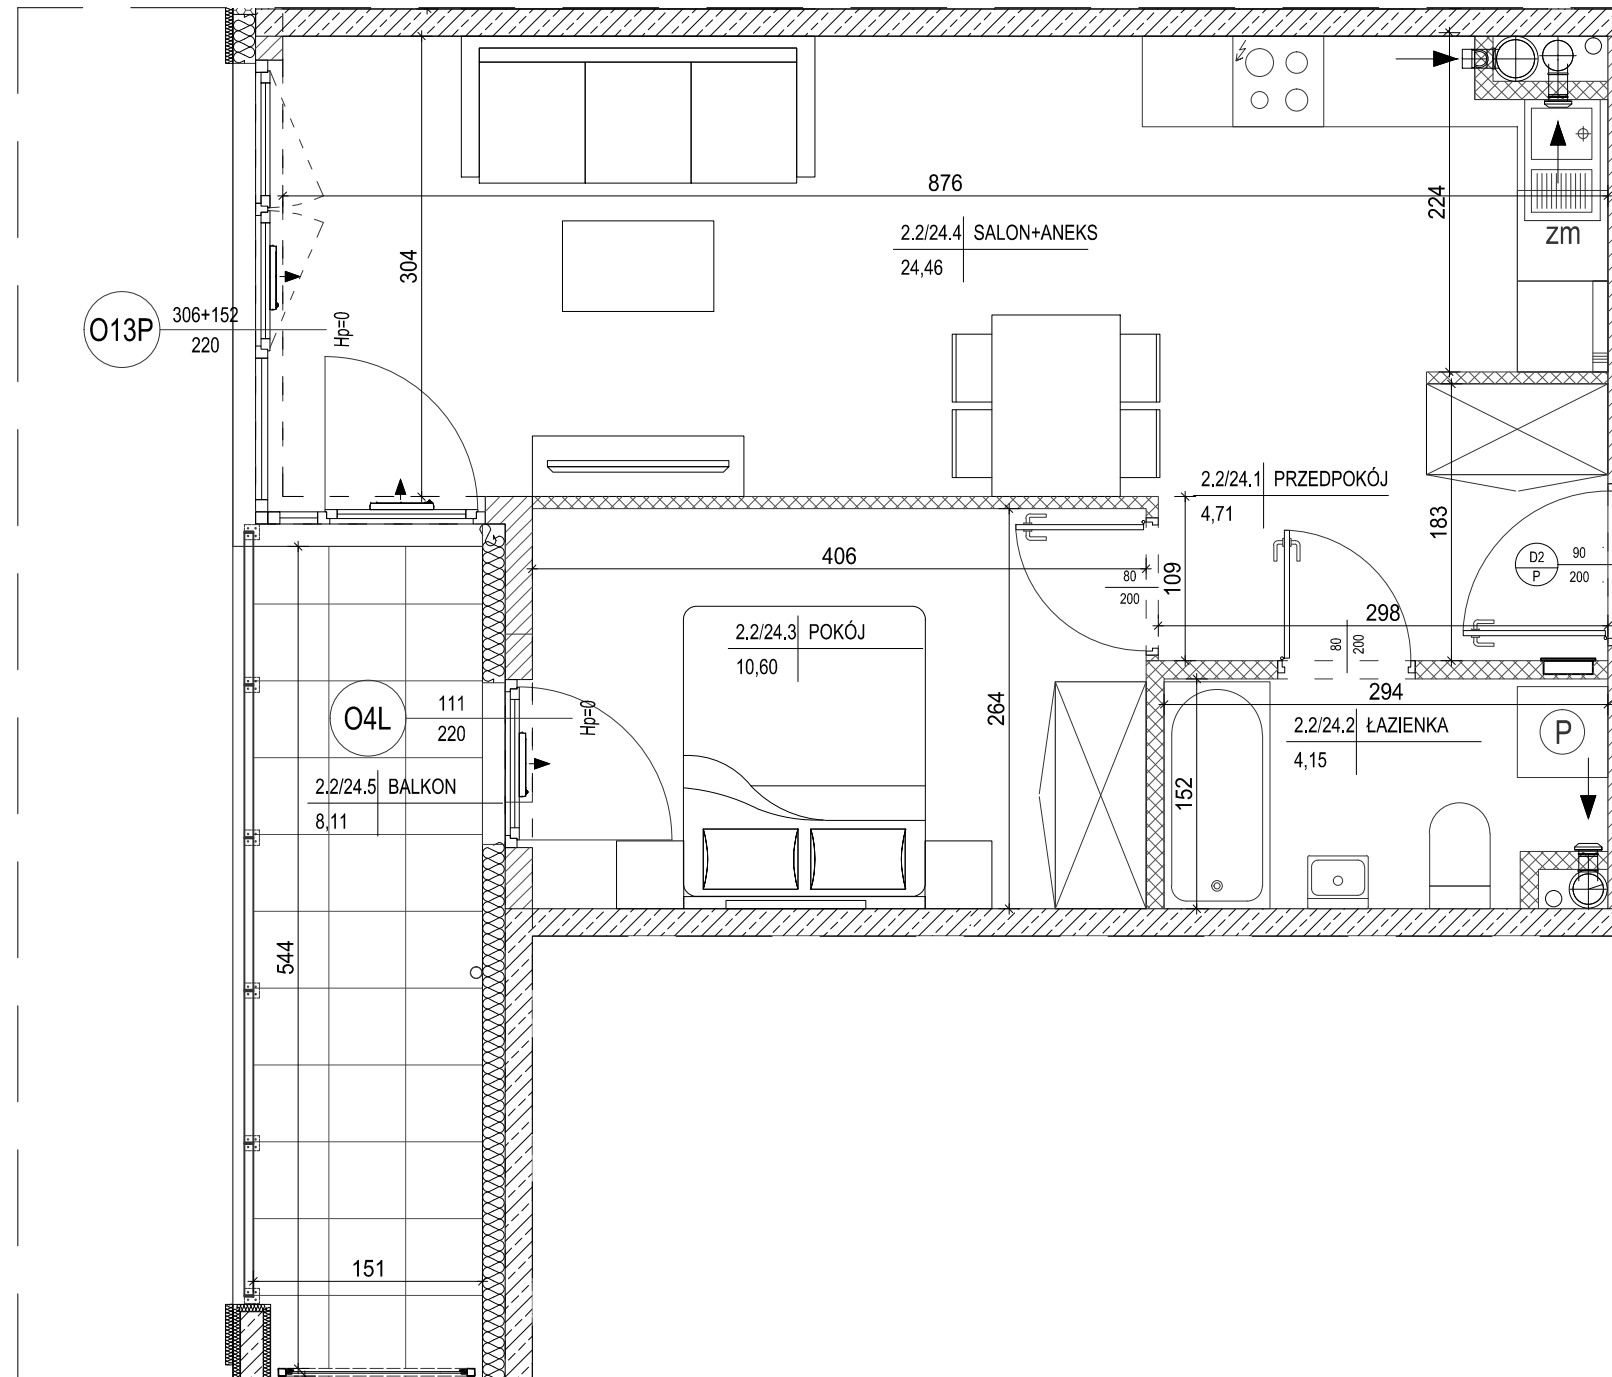 876
224
304
2.2/24.4 SALON+ANEKS
24,46
zm
O13P
306+152
220
Hp=0
2.2/24.1 PRZEDPOKÓJ
4,71
183
D2
P
90
200
406
80
200
109
298
80
200
2.2/24.3 POKÓJ
10,60
264
294
O4L
111
220
Hp=0
2.2/24.2 ŁAZIENKA
4,15
P
152
2.2/24.5 BALKON
8,11
544
151